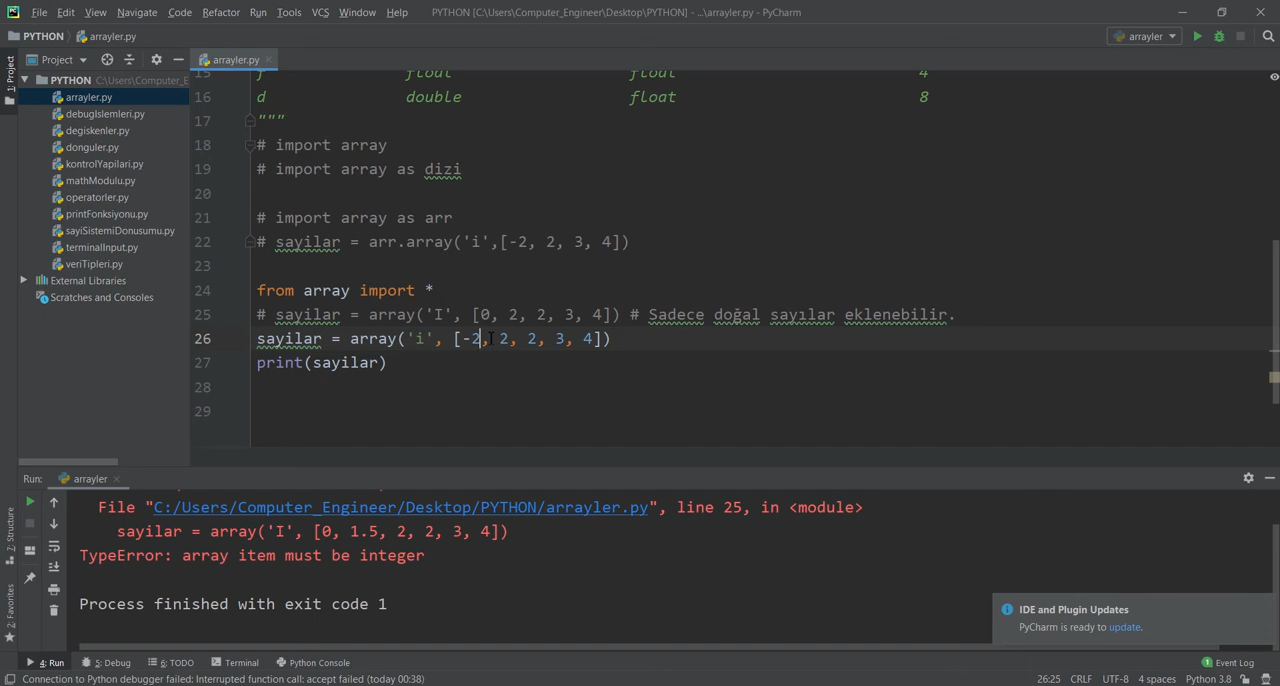 File Edit View Navigate Code Refactor Run Tools VCS Window Help PYTHON [C:\Users\Computer_Engineer\Desktop\PYTHON] - ...\arrayler.py - PyCharm
PYTHON arrayler.py arrayler
1: Project
Project
arrayler.py
PYTHON C:\Users\Computer_E
arrayler.py
debugIslemleri.py
degiskenler.py
donguler.py
kontrolYapilari.py
mathModulu.py
operatorler.py
printFonksiyonu.py
sayiSistemiDonusumu.py
terminalInput.py
veriTipleri.py
External Libraries
Scratches and Consoles
15 f float float 4
16 d double float 8
17 """
18 # import array
19 # import array as dizi
20
21 # import array as arr
22 # sayilar = arr.array('i',[-2, 2, 3, 4])
23
24 from array import *
25 # sayilar = array('I', [0, 2, 2, 3, 4]) # Sadece doğal sayılar eklenebilir.
26 sayilar = array('i', [-2, 2, 2, 3, 4])
27 print(sayilar)
28
29
Run: arrayler
File "C:/Users/Computer_Engineer/Desktop/PYTHON/arrayler.py", line 25, in <module>
sayilar = array('I', [0, 1.5, 2, 2, 3, 4])
TypeError: array item must be integer
Process finished with exit code 1
7: Structure
2: Favorites
IDE and Plugin Updates
PyCharm is ready to update.
4: Run 5: Debug 6: TODO Terminal Python Console 1 Event Log
Connection to Python debugger failed: Interrupted function call: accept failed (today 00:38) 26:25 CRLF UTF-8 4 spaces Python 3.8